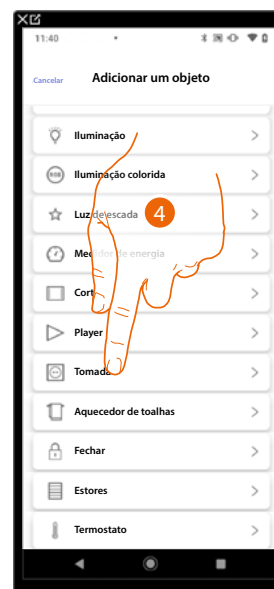 11:40
Cancelar Adicionar um objeto
Iluminação
RGB Iluminação colorida
Luz de escada 4
Medidor de energia
Cort
Player
Tomada
Aquecedor de toalhas
Fechar
Estores
Termostato